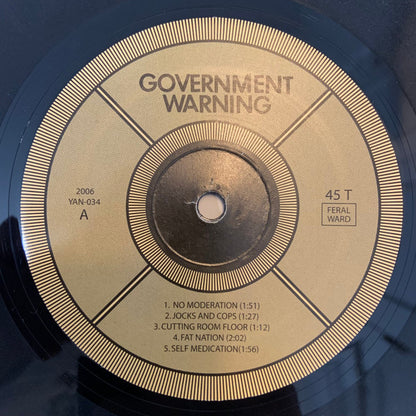 GOVERNMENT
WARNING
2006
YAN-034
A
45 T
FERAL
WARD
1. NO MODERATION (1:51)
2. JOCKS AND COPS (1:27)
3. CUTTING ROOM FLOOR (1:12)
4. FAT NATION (2:02)
5. SELF MEDICATION(1:56)